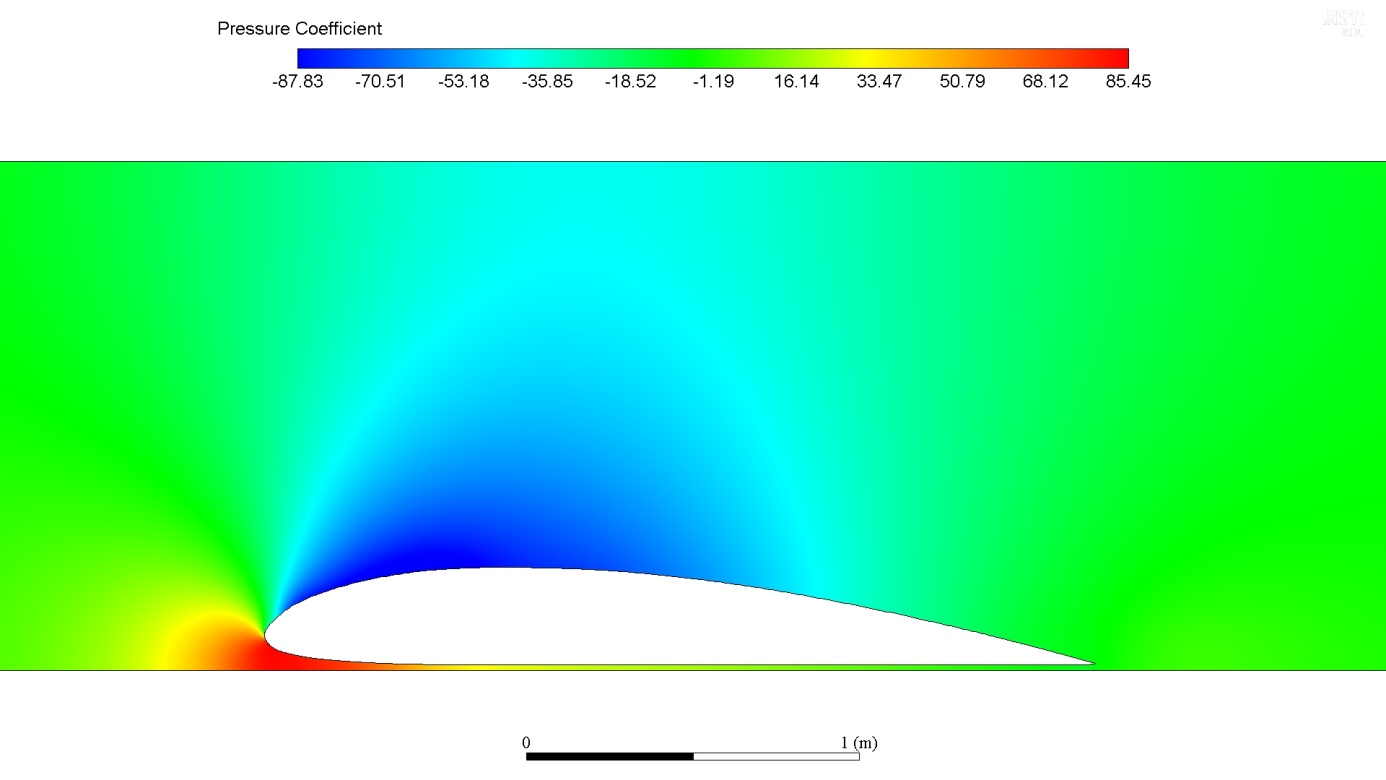 Pressure Coefficient
-87.83 -70.51 -53.18 -35.85 -18.52 -1.19 16.14 33.47 50.79 68.12 85.45
0 1 (m)